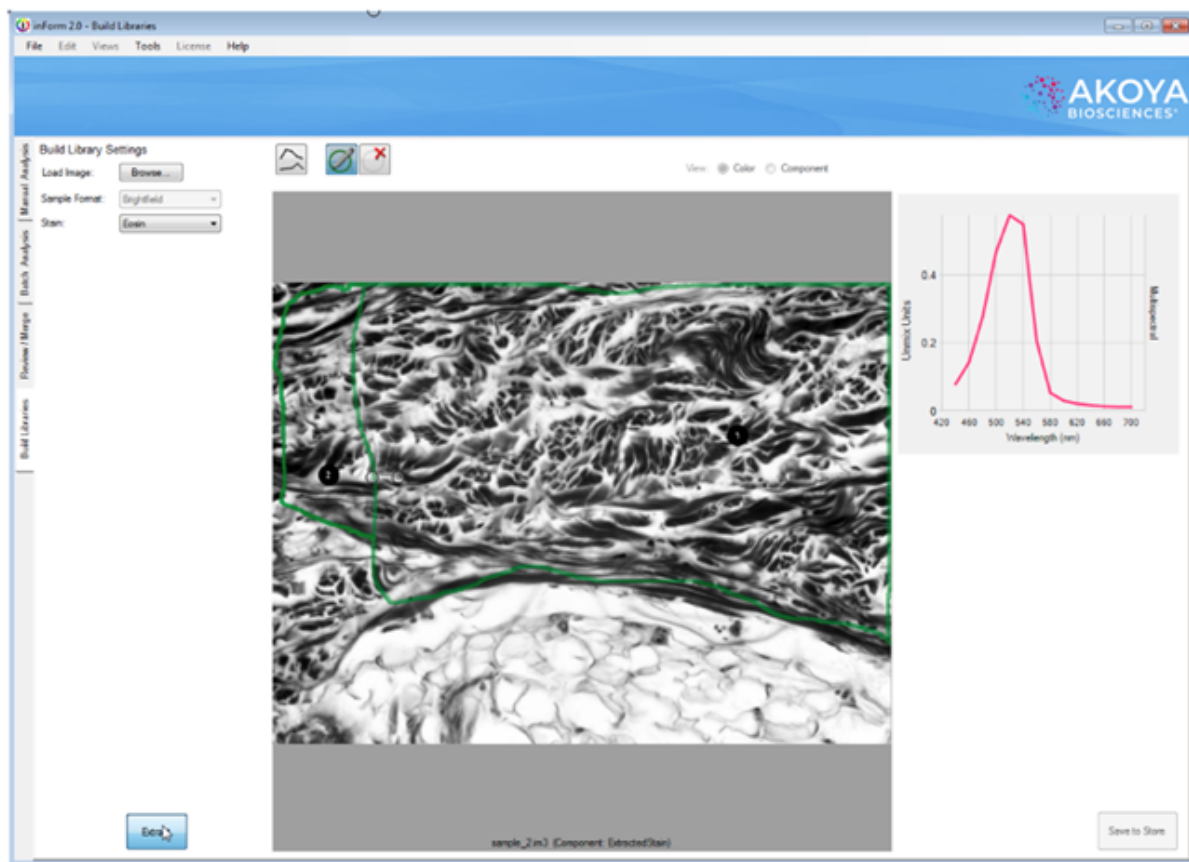 inForm 2.0 - Build Libraries
File Edit Views Tools License Help
AKOYA
BIOSCIENCES®
Manual Analysis
Batch Analysis
Review / Merge
Build Libraries
Build Library Settings
Load Image: Browse...
Sample Format: Brightfield
Stain: Eosin
View: Color Component
1
2
0.4
0.2
0
Unmix Units
Multispectral
420 460 500 540 580 620 660 700
Wavelength (nm)
sample_2.im3 (Component: ExtractedStain)
Save to Store